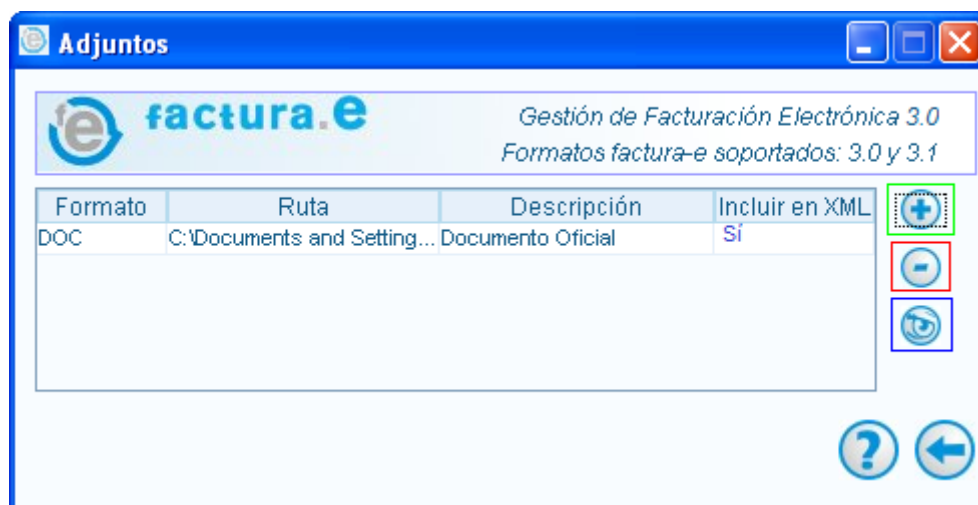 Adjuntos
factura.e
Gestión de Facturación Electrónica 3.0
Formatos factura-e soportados: 3.0 y 3.1
Formato Ruta Descripción Incluir en XML
DOC C:\Documents and Setting... Documento Oficial Sí